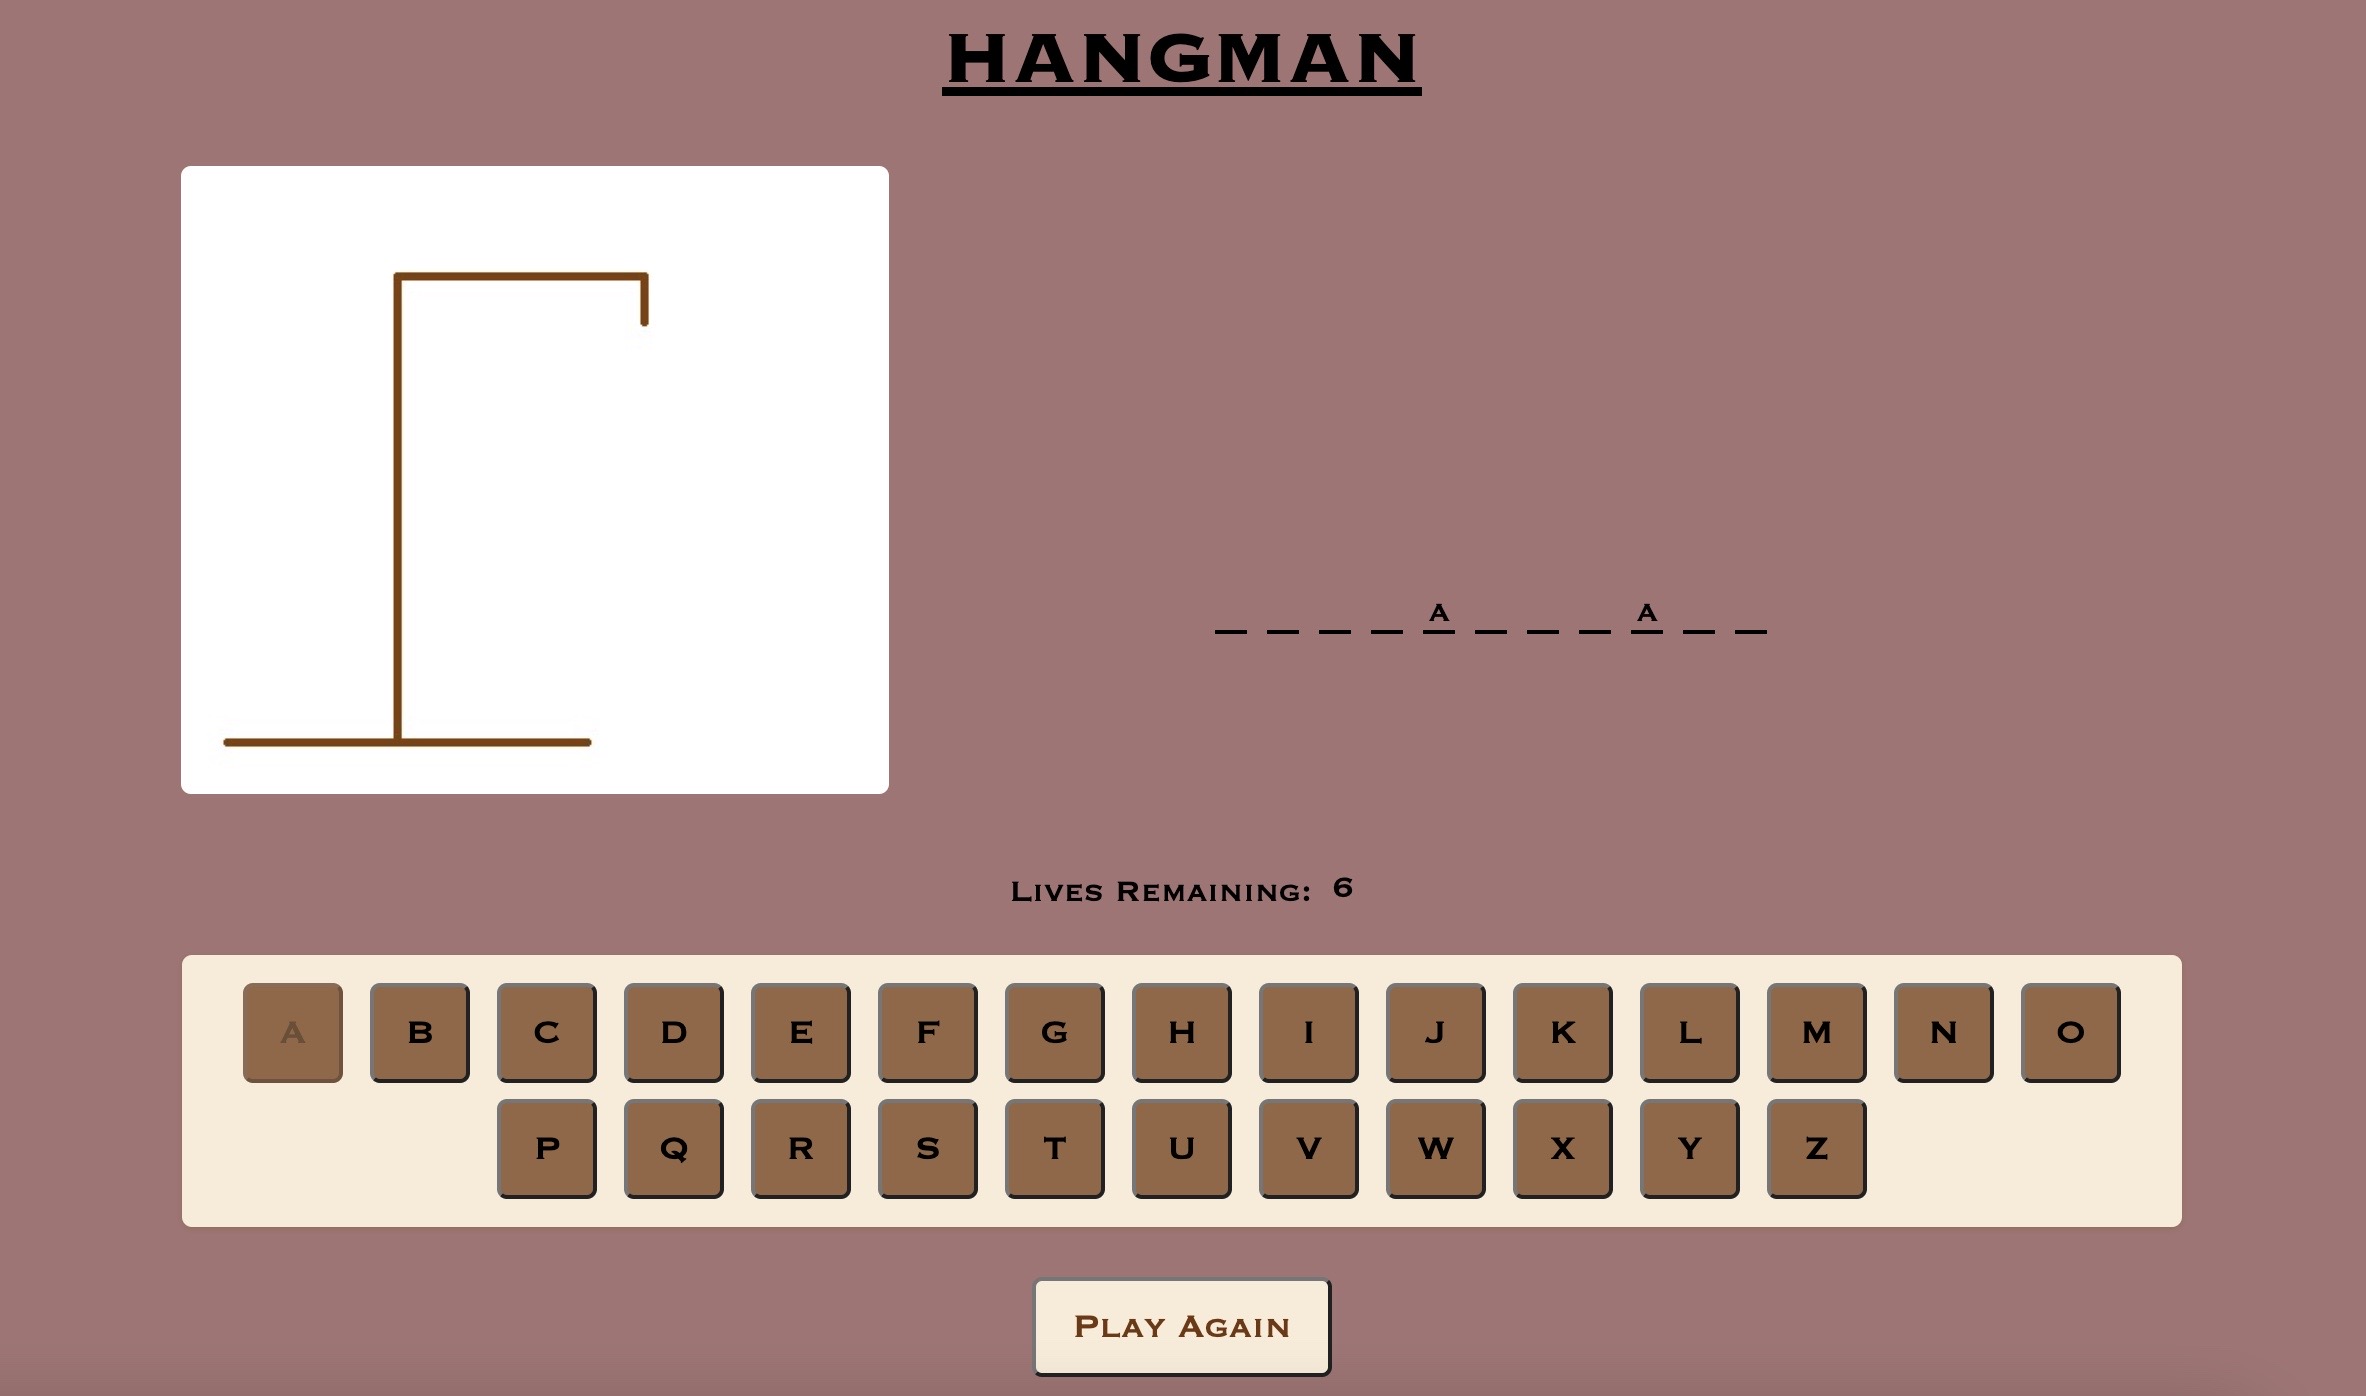 HANGMAN
_ _ _ _ A _ _ _ A _ _
Lives Remaining: 6
A B C D E F G H I J K L M N O
P Q R S T U V W X Y Z
Play Again